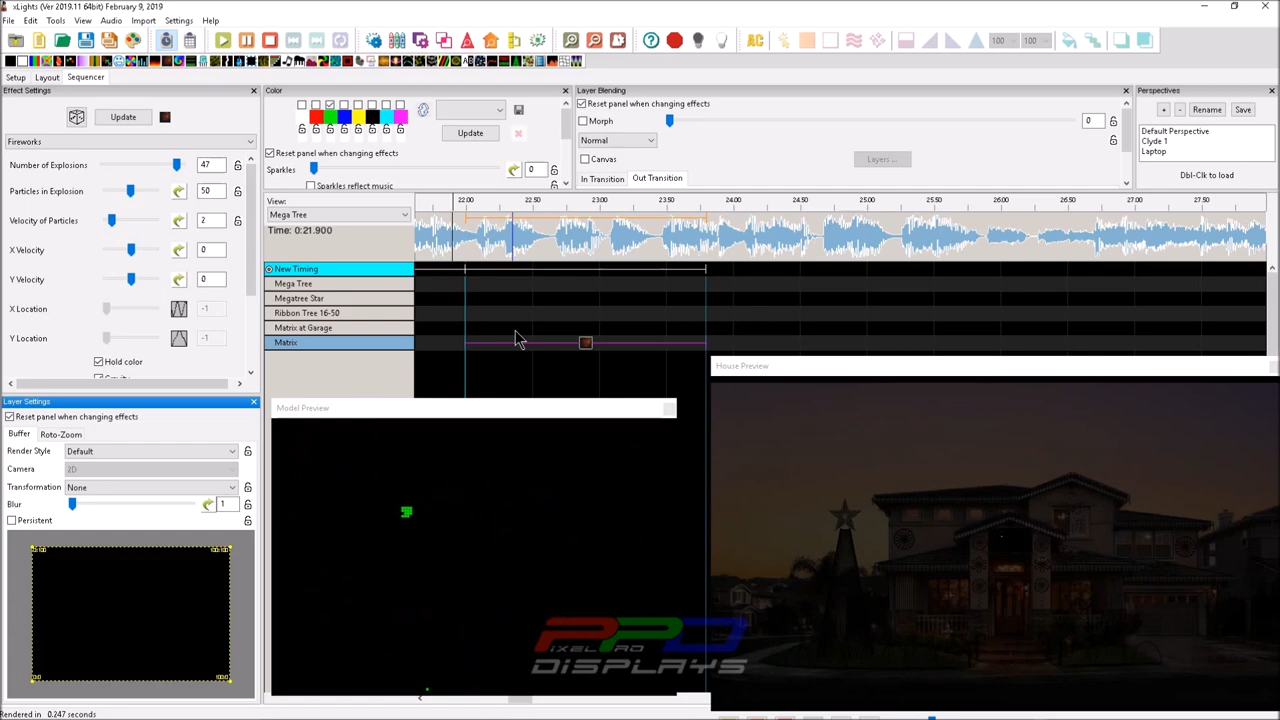 xLights (Ver 2019.11 64bit) February 9, 2019
File Edit Tools View Audio Import Settings Help
AC 100 100
Setup Layout Sequencer
Effect Settings
Update
Fireworks
Number of Explosions 47
Particles in Explosion 50
Velocity of Particles 2
X Velocity 0
Y Velocity 0
X Location -1
Y Location -1
Hold color
Layer Settings
Reset panel when changing effects
Buffer Roto-Zoom
Render Style Default
Camera 2D
Transformation None
Blur 1
Persistent
Rendered in 0.247 seconds
Color
Update
Reset panel when changing effects
Sparkles 0
Sparkles reflect music
Layer Blending
Reset panel when changing effects
Morph 0
Normal
Canvas Layers ...
In Transition Out Transition
Perspectives
+ - Rename Save
Default Perspective
Clyde 1
Laptop
Dbl-Clk to load
View:
Mega Tree
Time: 0:21.900
22.00 22.50 23.00 23.50 24.00 24.50 25.00 25.50 26.00 26.50 27.00 27.50
New Timing
Mega Tree
Megatree Star
Ribbon Tree 16-50
Matrix at Garage
Matrix
Model Preview
House Preview
PPD
Pixel Pro
Displays